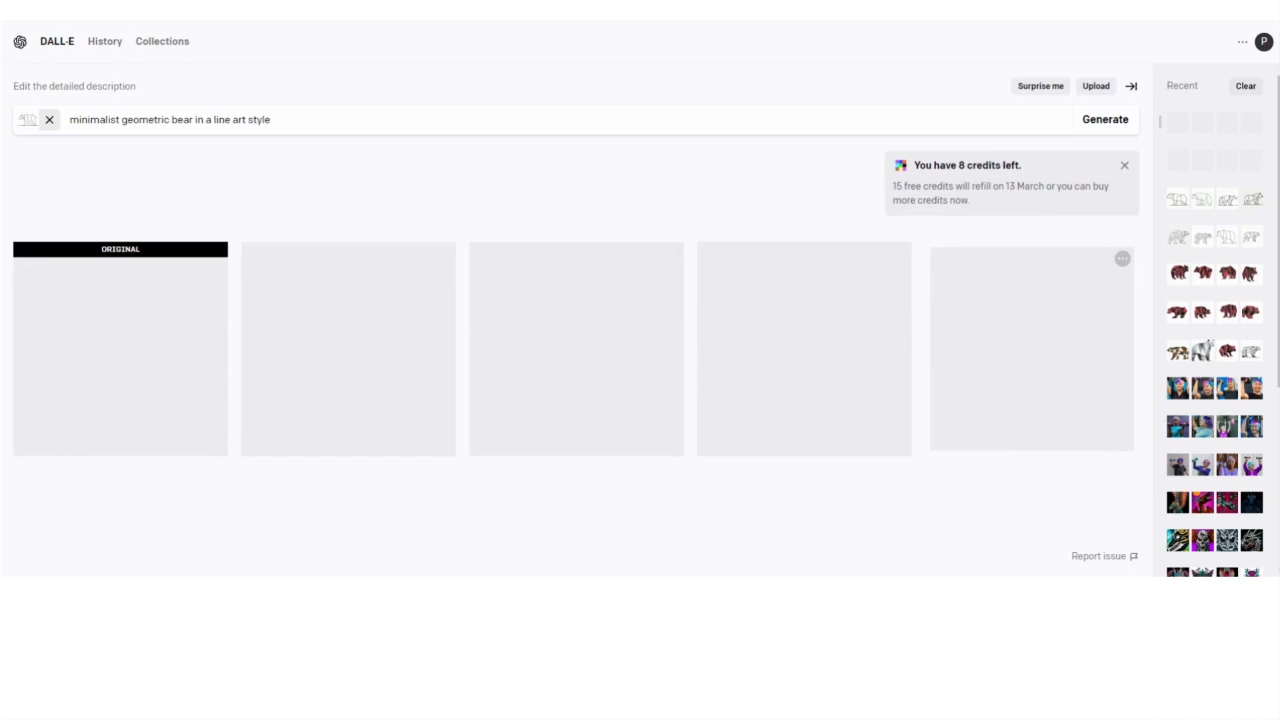 DALL·E History Collections ··· P
Edit the detailed description
Surprise me Upload
Recent Clear
minimalist geometric bear in a line art style
Generate
You have 8 credits left.
15 free credits will refill on 13 March or you can buy
more credits now.
ORIGINAL
Report issue